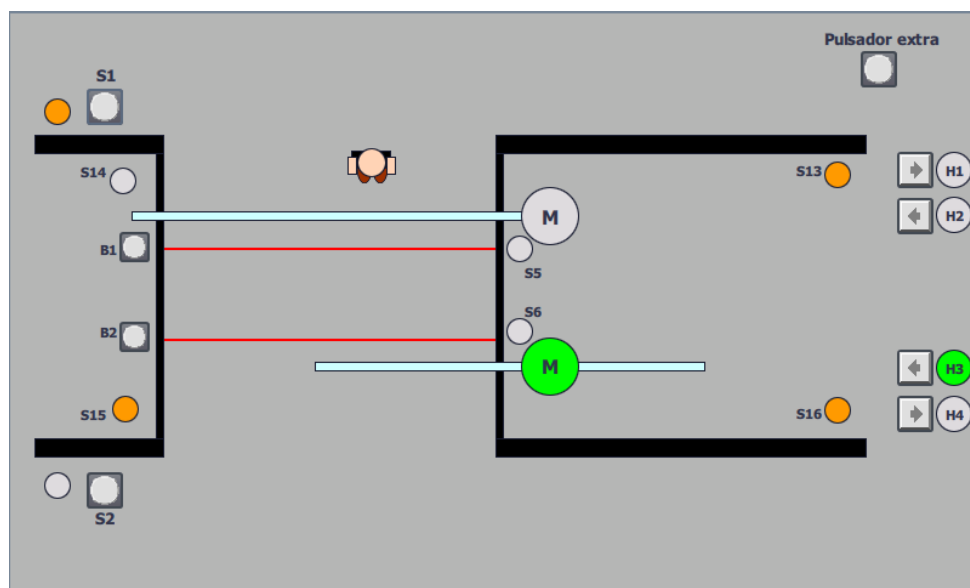 Pulsador extra
S1
S14
S13
H1
M
H2
B1
S5
S6
B2
M
H3
S15
S16
H4
S2